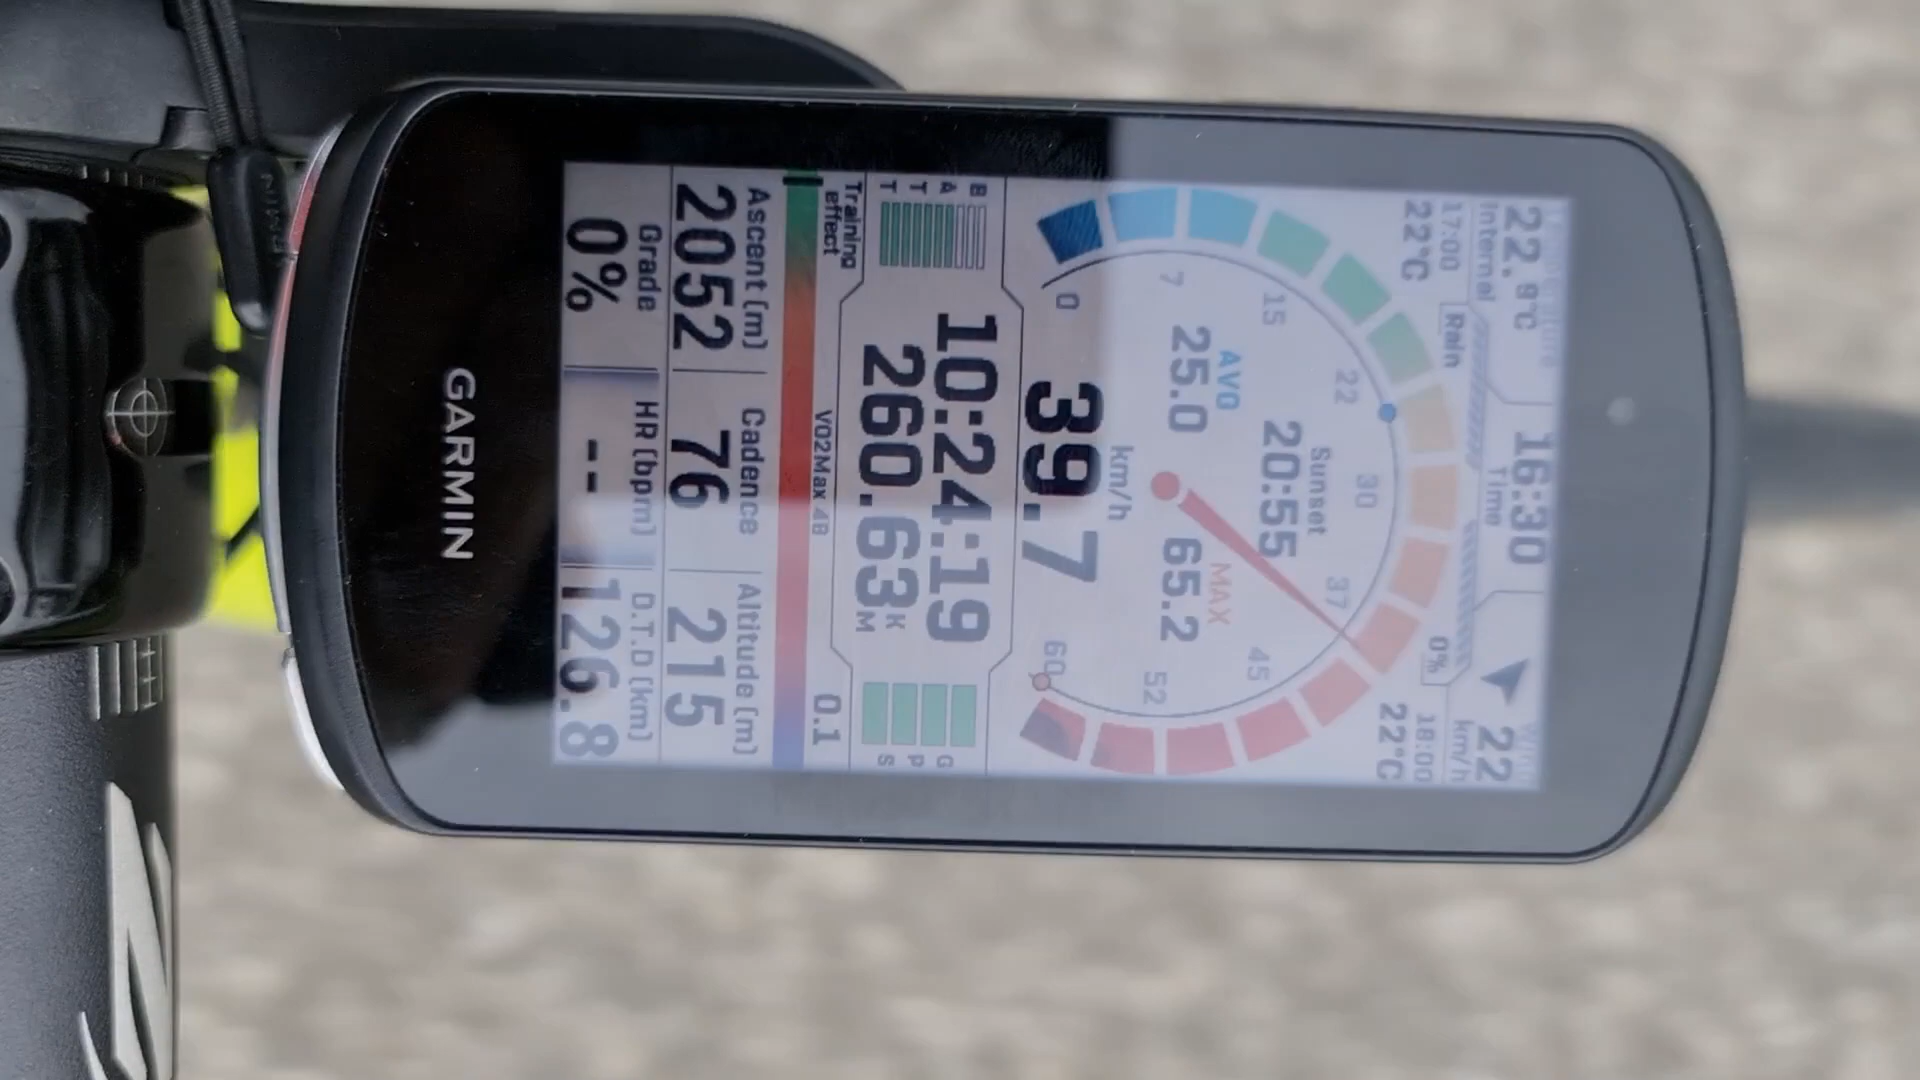 Temperature
22.8°C
Internal
16:30
Time
Wind
22
km/h
17:00
22°C
Rain
0%
18:00
22°C
0
7
15
22
30
37
45
52
60
Sunset
20:55
AVG
25.0
MAX
65.2
km/h
39.7
BATT
10:24:19
260.63 KM
GPS
Training
effect
VO2Max 48
0.1
Ascent (m)
2052
Cadence
76
Altitude (m)
215
Grade
0%
HR (bpm)
--
D.T.D (km)
126.8
GARMIN